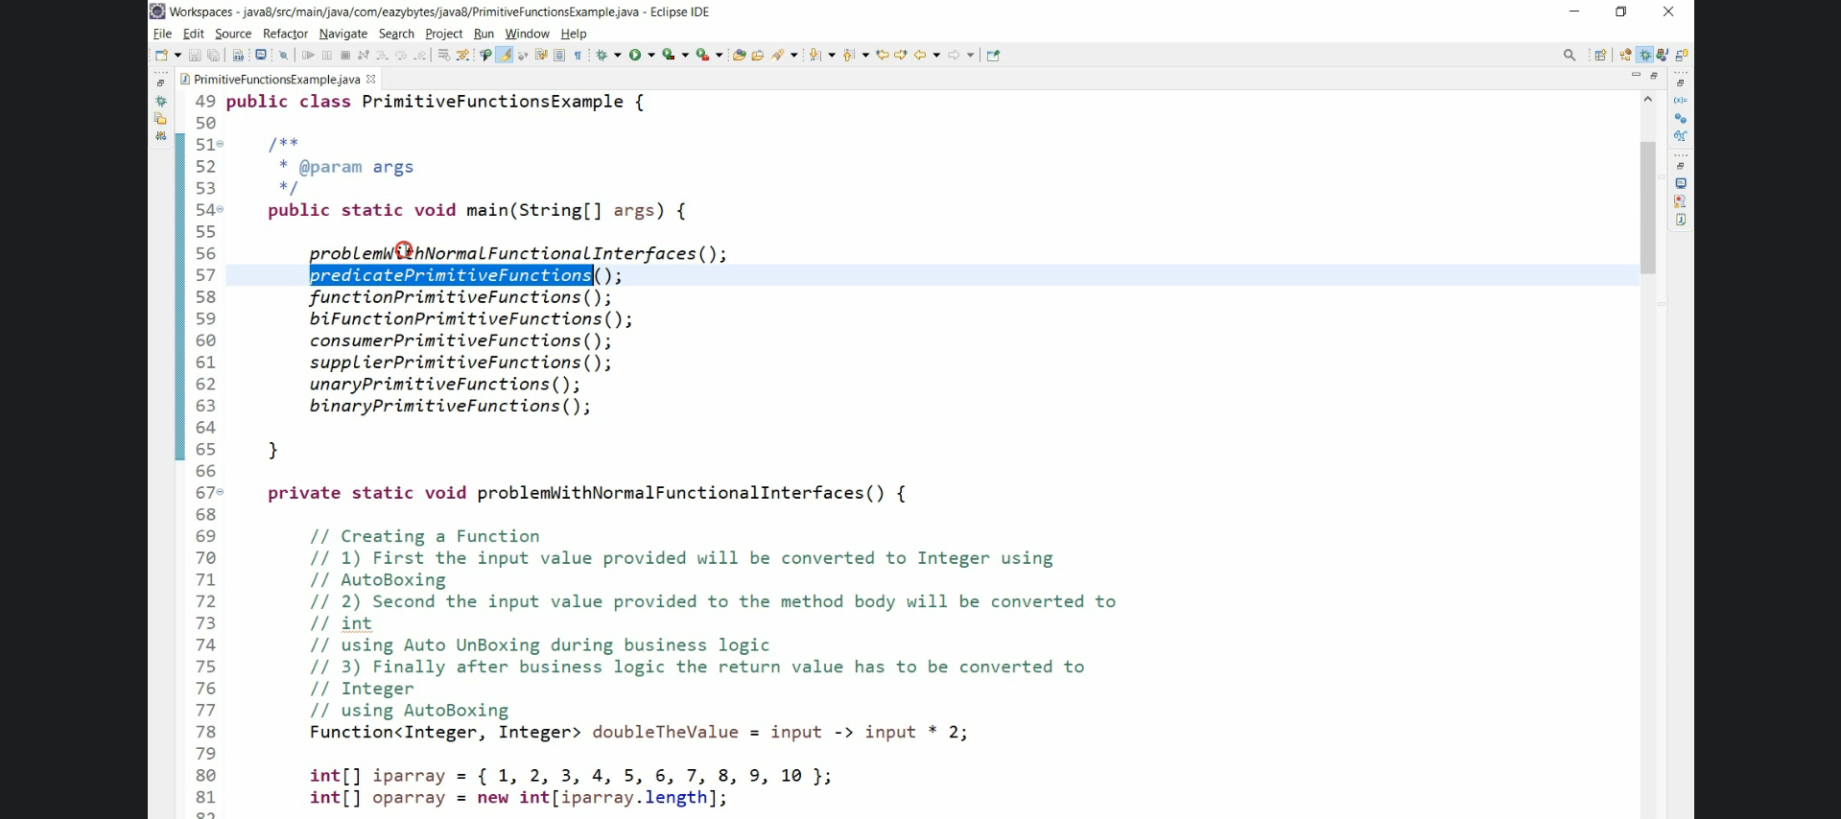 Workspaces - java8/src/main/java/com/eazybytes/java8/PrimitiveFunctionsExample.java - Eclipse IDE
File Edit Source Refactor Navigate Search Project Run Window Help
PrimitiveFunctionsExample.java
49 public class PrimitiveFunctionsExample {
50
51 /**
52 * @param args
53 */
54 public static void main(String[] args) {
55
56 problemWithNormalFunctionalInterfaces();
57 predicatePrimitiveFunctions();
58 functionPrimitiveFunctions();
59 biFunctionPrimitiveFunctions();
60 consumerPrimitiveFunctions();
61 supplierPrimitiveFunctions();
62 unaryPrimitiveFunctions();
63 binaryPrimitiveFunctions();
64
65 }
66
67 private static void problemWithNormalFunctionalInterfaces() {
68
69 // Creating a Function
70 // 1) First the input value provided will be converted to Integer using
71 // AutoBoxing
72 // 2) Second the input value provided to the method body will be converted to
73 // int
74 // using Auto UnBoxing during business logic
75 // 3) Finally after business logic the return value has to be converted to
76 // Integer
77 // using AutoBoxing
78 Function<Integer, Integer> doubleTheValue = input -> input * 2;
79
80 int[] iparray = { 1, 2, 3, 4, 5, 6, 7, 8, 9, 10 };
81 int[] oparray = new int[iparray.length];
82